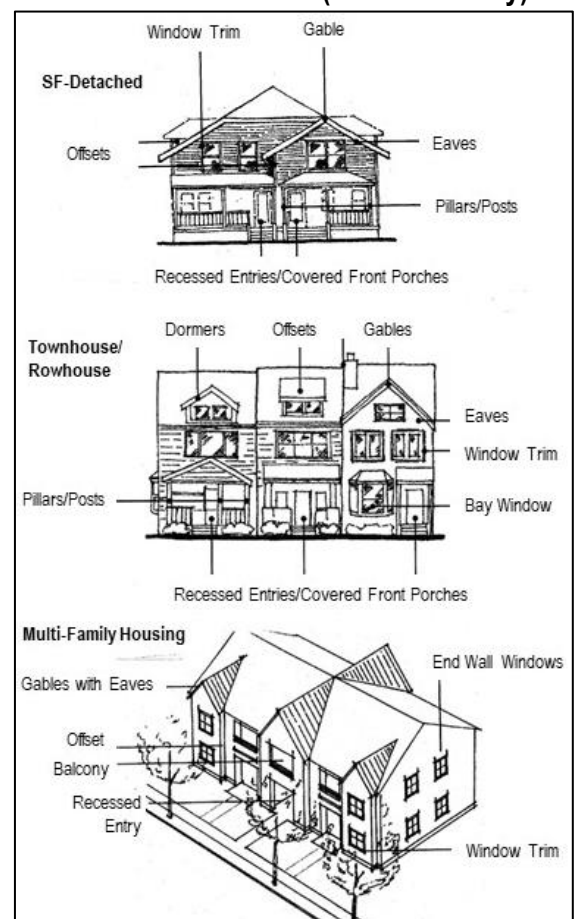 Window Trim
Gable
SF-Detached
Offsets
Eaves
Pillars/Posts
Recessed Entries/Covered Front Porches
Dormers
Offsets
Gables
Townhouse/
Rowhouse
Eaves
Window Trim
Pillars/Posts
Bay Window
Recessed Entries/Covered Front Porches
Multi-Family Housing
End Wall Windows
Gables with Eaves
Offset
Balcony
Recessed
Entry
Window Trim